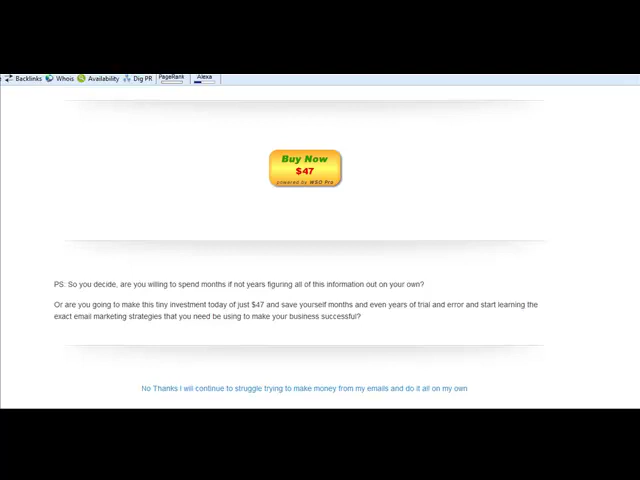 Backlinks Whois Availability Dig PR PageRank Alexa
Buy Now
$47
powered by WSO Pro
PS: So you decide, are you willing to spend months if not years figuring all of this information out on your own?
Or are you going to make this tiny investment today of just $47 and save yourself months and even years of trial and error and start learning the
exact email marketing strategies that you need be using to make your business successful?
No Thanks I will continue to struggle trying to make money from my emails and do it all on my own